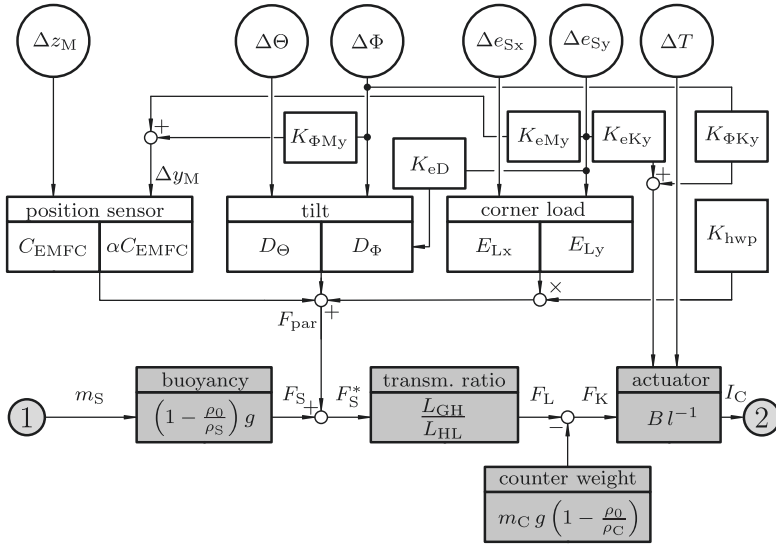 Δz_M ΔΘ ΔΦ Δe_Sx Δe_Sy ΔT
+ K_ΦMy K_eMy K_eKy K_ΦKy
K_eD
Δy_M +
position sensor tilt corner load
C_EMFC αC_EMFC D_Θ D_Φ E_Lx E_Ly K_hwp
+ ×
F_par
buoyancy transm. ratio actuator
1 m_S (1 − ρ_0/ρ_S) g F_S + F_S^* L_GH/L_HL F_L − F_K B l^−1 I_C 2
counter weight
m_C g (1 − ρ_0/ρ_C)